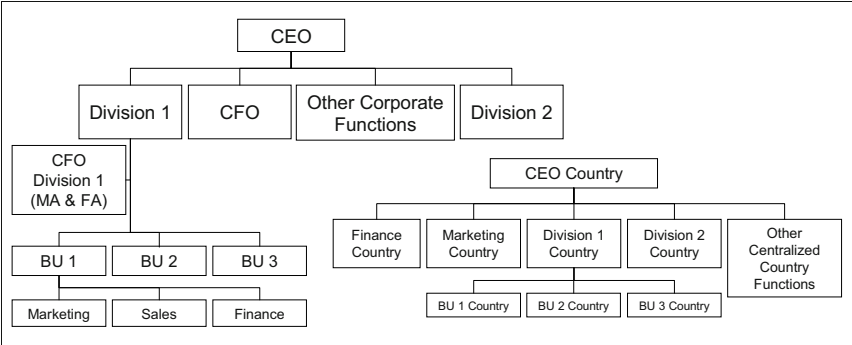 CEO
Division 1
CFO
Other Corporate
Functions
Division 2
CFO
Division 1
(MA & FA)
BU 1
BU 2
BU 3
Marketing
Sales
Finance
CEO Country
Finance
Country
Marketing
Country
Division 1
Country
Division 2
Country
Other
Centralized
Country
Functions
BU 1 Country
BU 2 Country
BU 3 Country